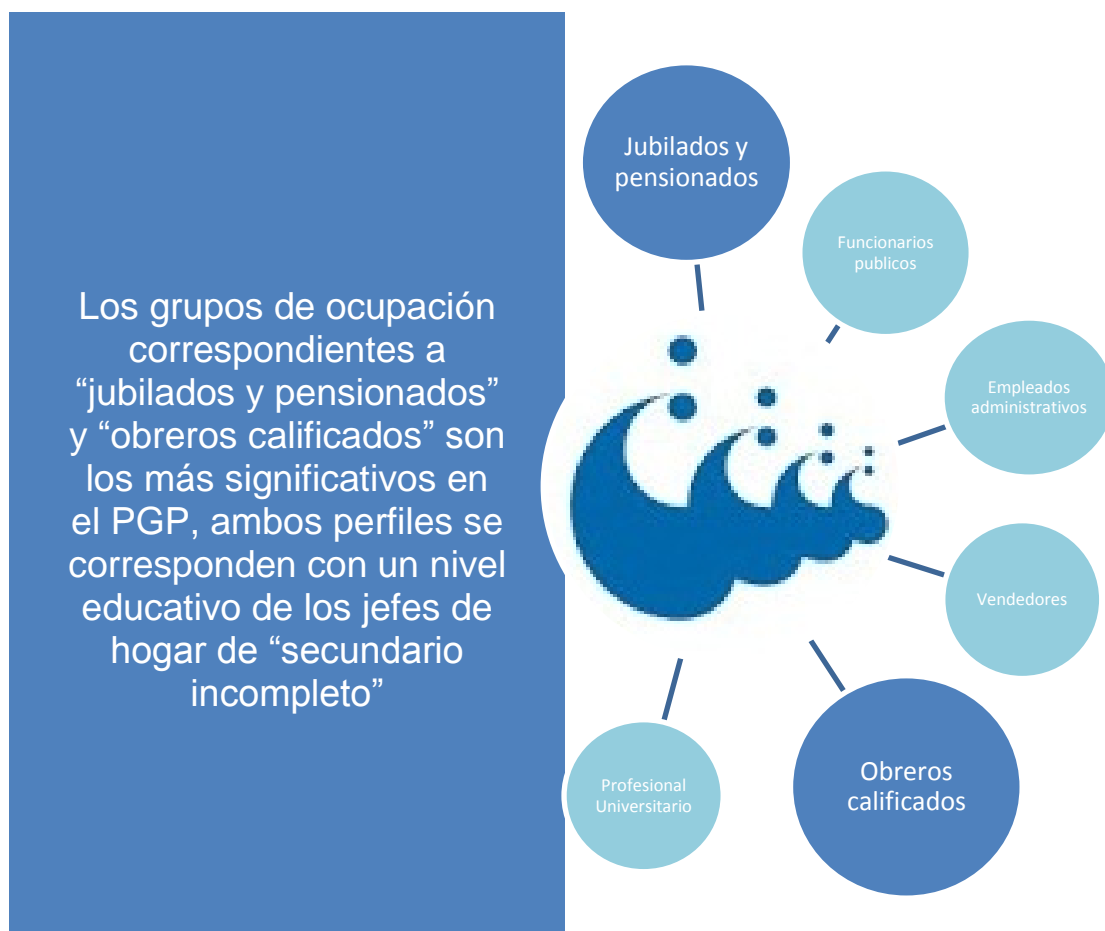 Los grupos de ocupación
correspondientes a
“jubilados y pensionados”
y “obreros calificados” son
los más significativos en
el PGP, ambos perfiles se
corresponden con un nivel
educativo de los jefes de
hogar de “secundario
incompleto”
Jubilados y
pensionados
Funcionarios
publicos
Empleados
administrativos
Vendedores
Obreros
calificados
Profesional
Universitario